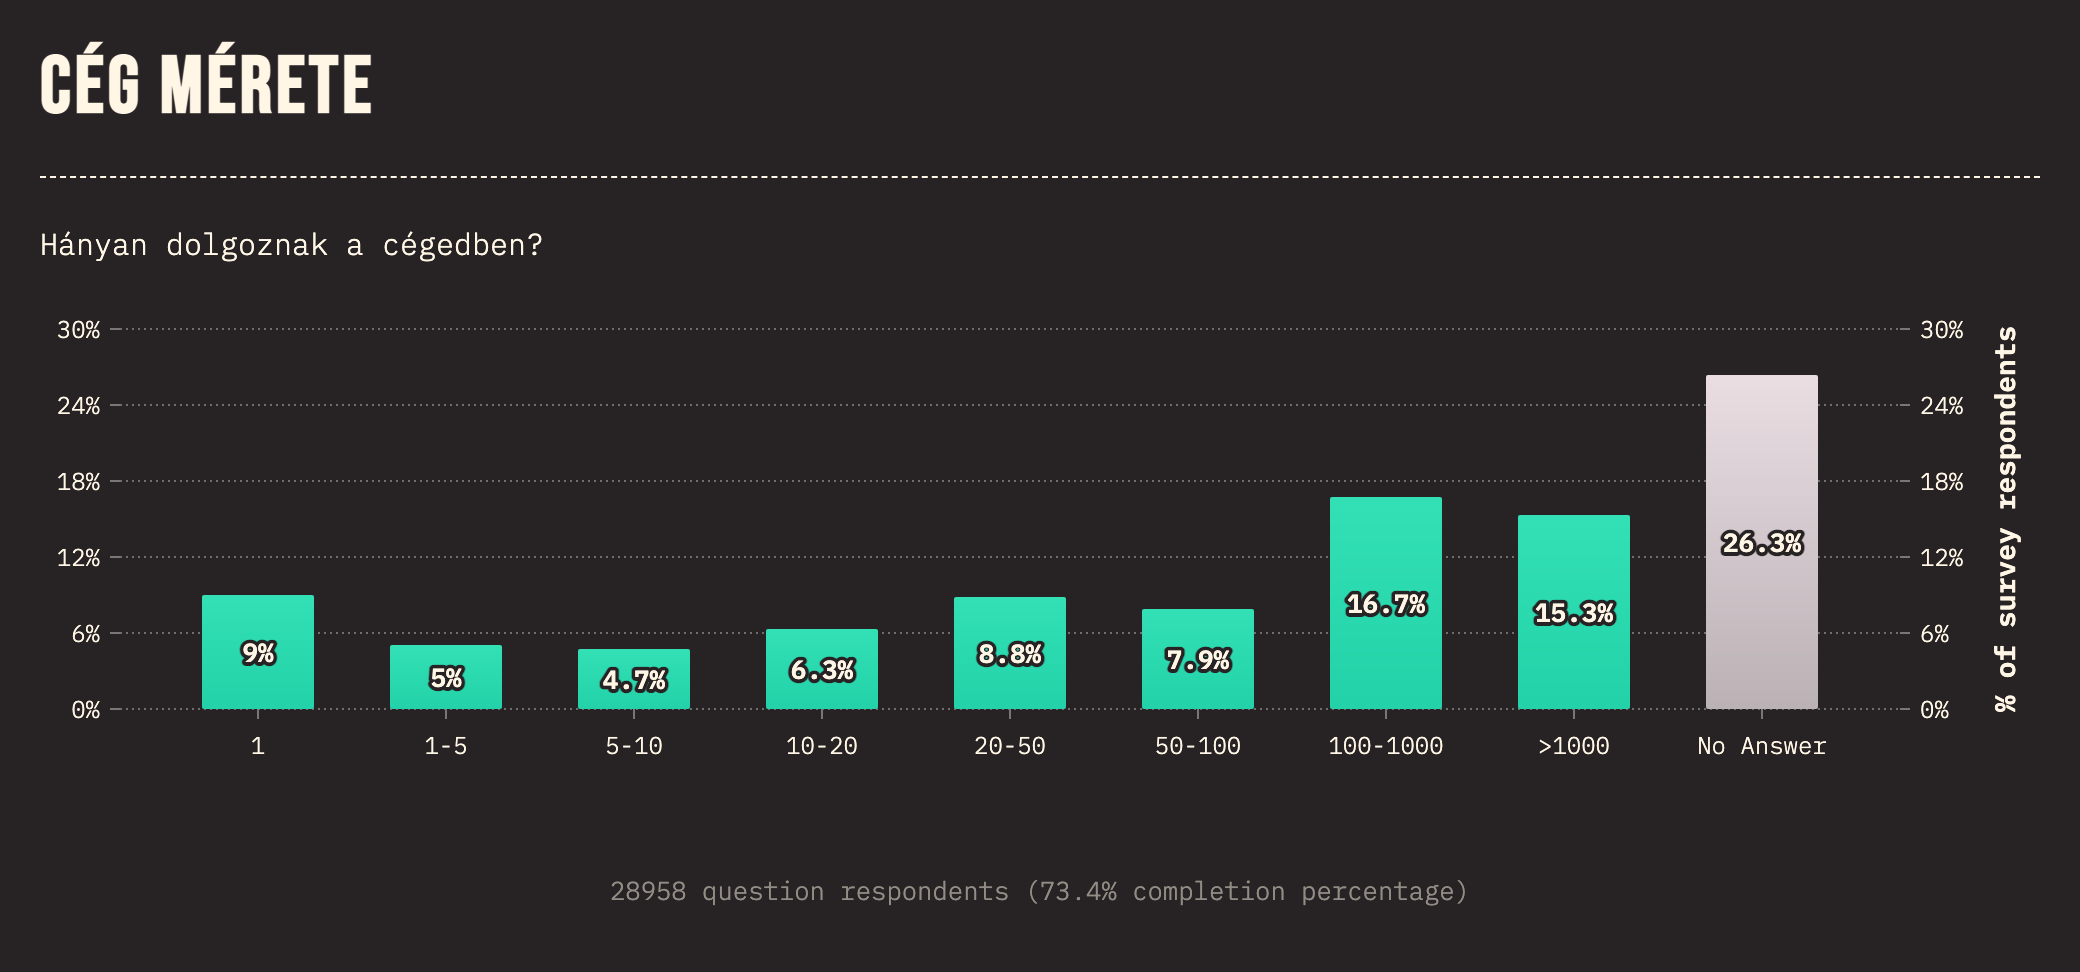 CÉG MÉRETE
Hányan dolgoznak a cégedben?
30% 30%
24% 24%
18% 18%
12% 12%
6% 6%
0% 0%
% of survey respondents
9% 5% 4.7% 6.3% 8.8% 7.9% 16.7% 15.3% 26.3%
1 1-5 5-10 10-20 20-50 50-100 100-1000 >1000 No Answer
28958 question respondents (73.4% completion percentage)